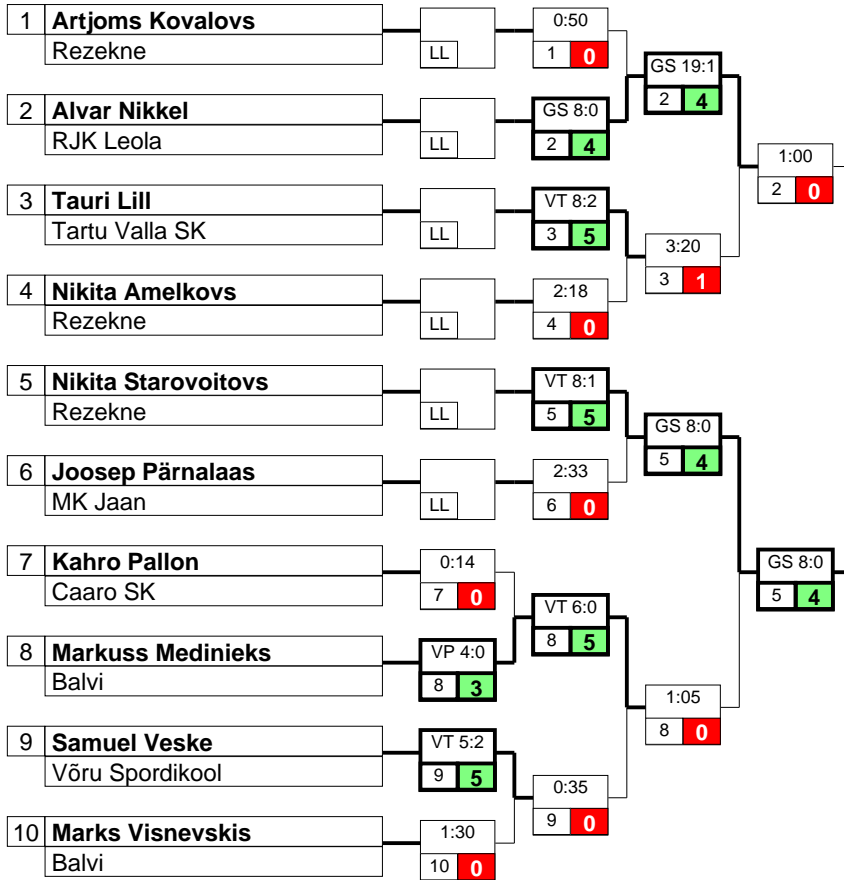 1 Artjoms Kovalovs
Rezekne
LL
0:50
1 0
GS 19:1
2 4
2 Alvar Nikkel
RJK Leola
LL
GS 8:0
2 4
1:00
2 0
3 Tauri Lill
Tartu Valla SK
LL
VT 8:2
3 5
3:20
3 1
4 Nikita Amelkovs
Rezekne
LL
2:18
4 0
5 Nikita Starovoitovs
Rezekne
LL
VT 8:1
5 5
GS 8:0
5 4
6 Joosep Pärnalaas
MK Jaan
LL
2:33
6 0
7 Kahro Pallon
Caaro SK
0:14
7 0
GS 8:0
5 4
VT 6:0
8 5
8 Markuss Medinieks
Balvi
VP 4:0
8 3
1:05
8 0
9 Samuel Veske
Võru Spordikool
VT 5:2
9 5
0:35
9 0
10 Marks Visnevskis
Balvi
1:30
10 0